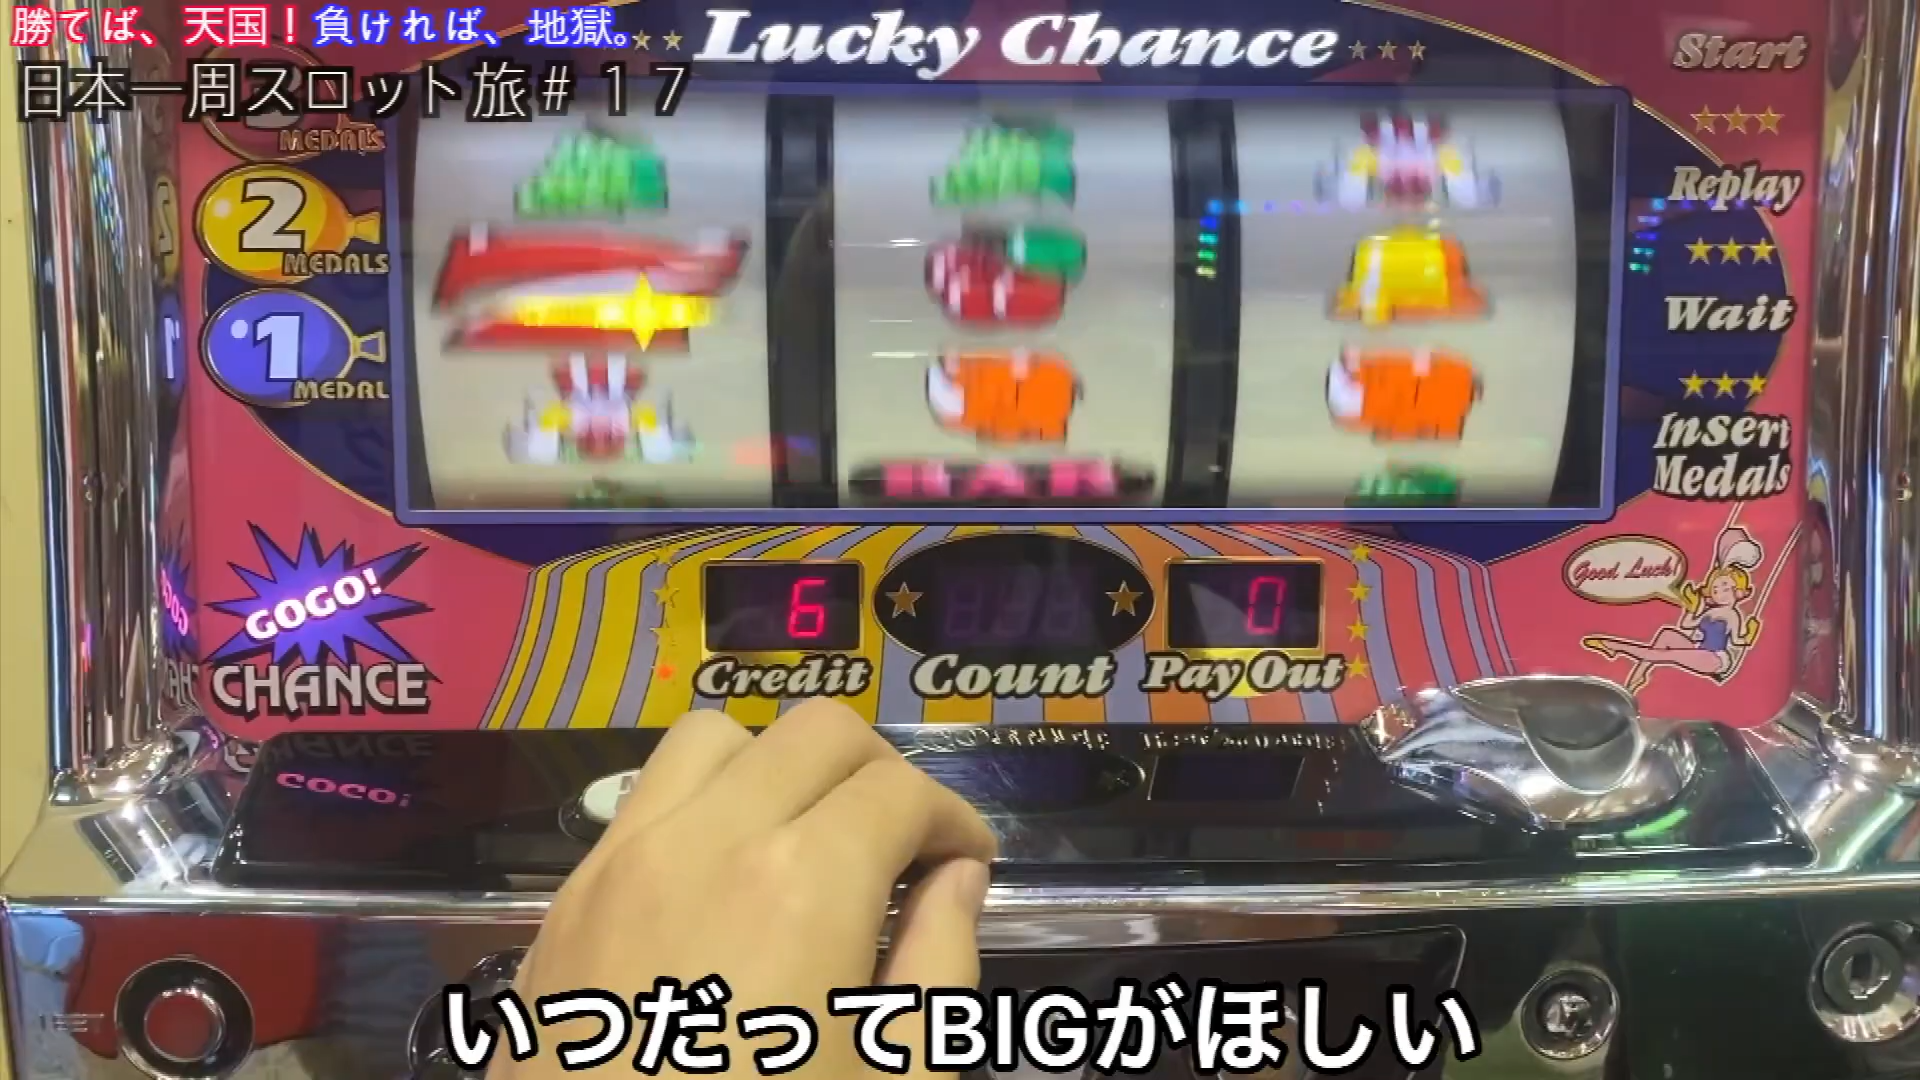 勝てば、天国！負ければ、地獄。
日本一周スロット旅＃１７
Lucky Chance
Start
MEDALS
Replay
2
MEDALS
Wait
1
MEDAL
Insert
Medals
BAR
GOGO!
CHANCE
6
0
Good Luck!
Credit
Count
Pay Out
いつだってBIGがほしい